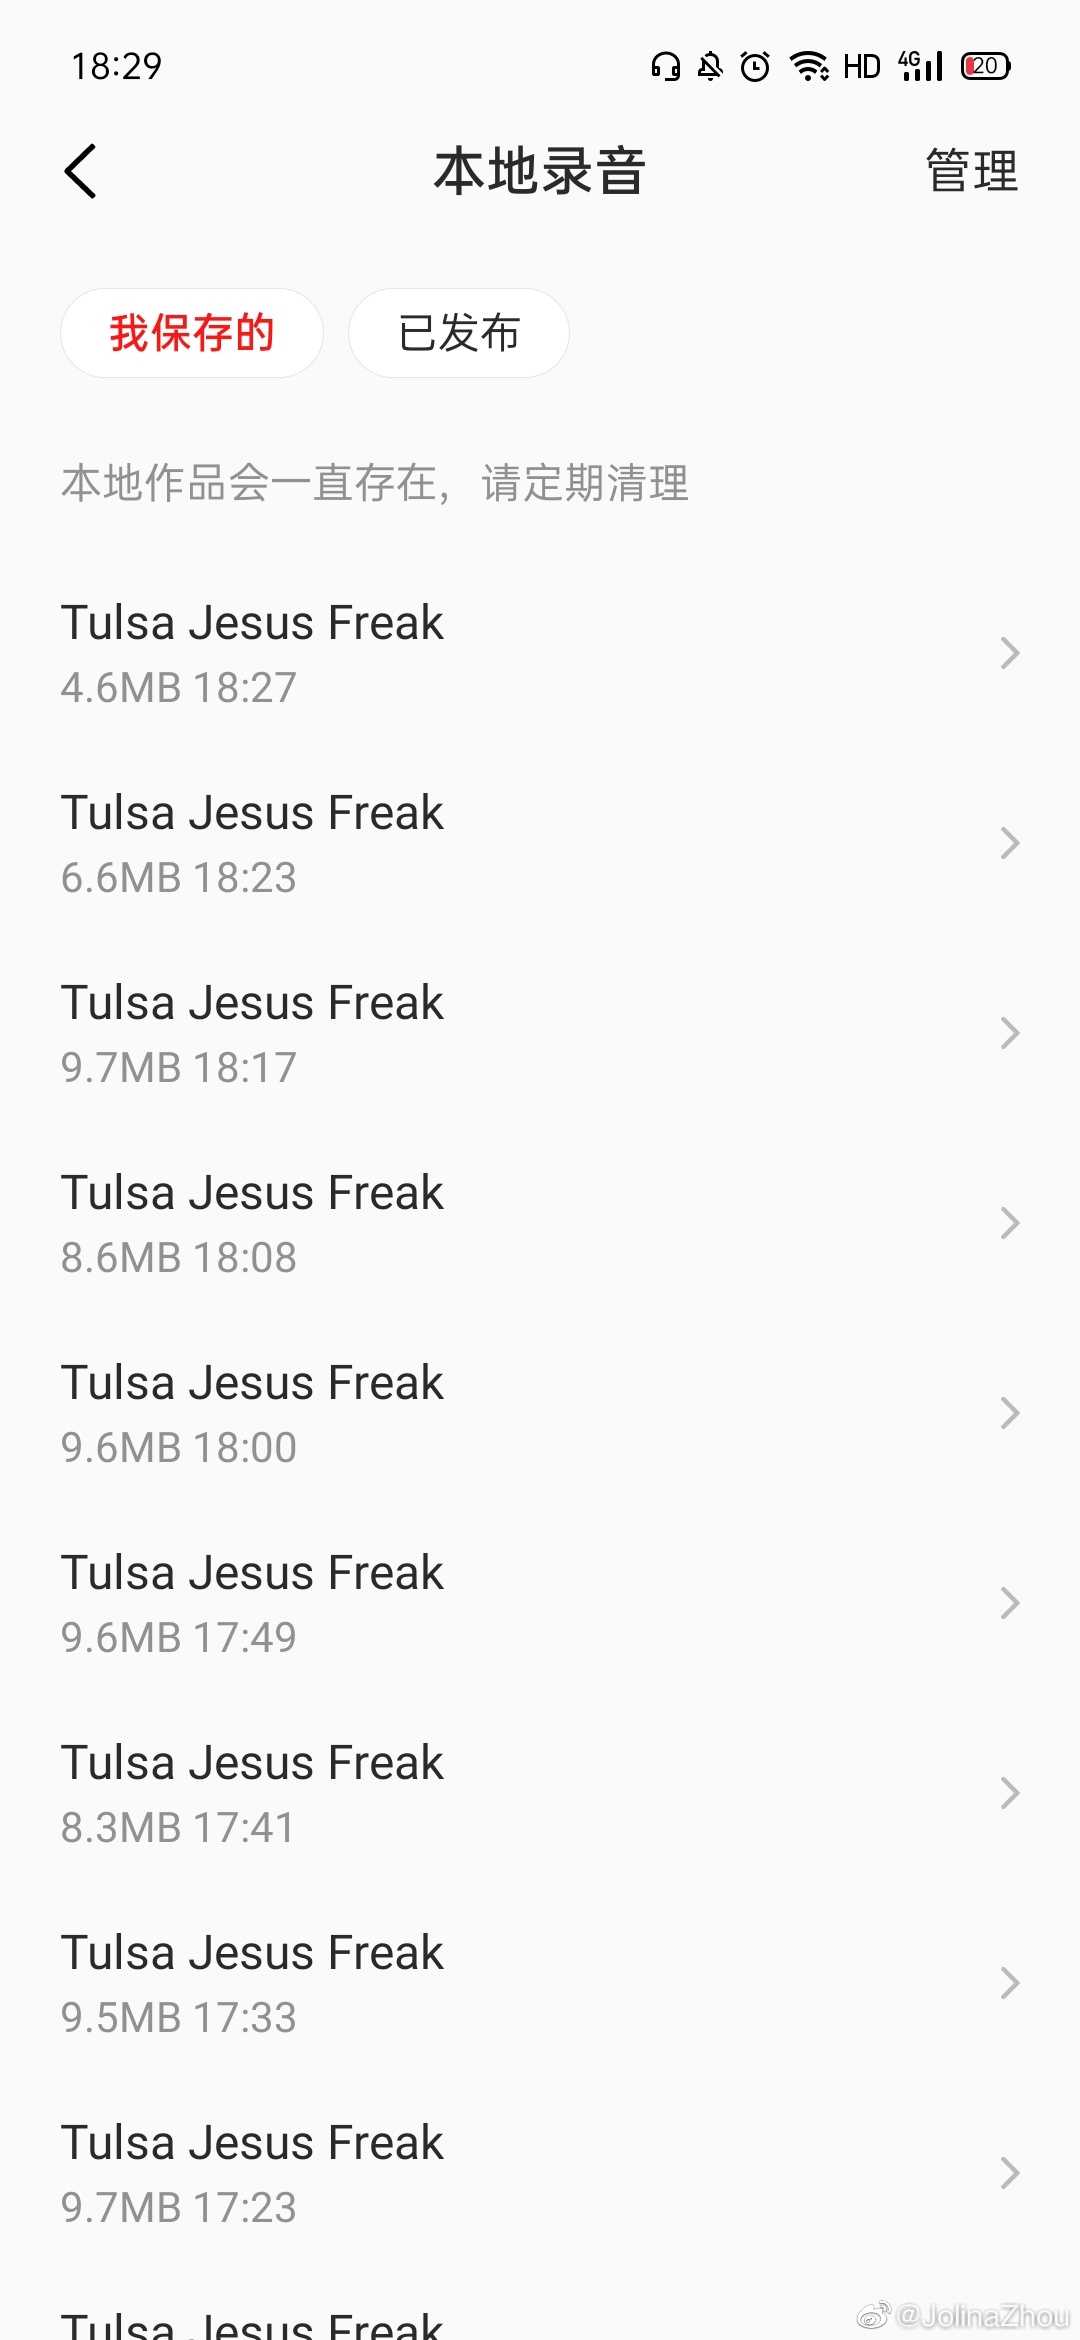 18:29
HD 4G 20
本地录音
管理
我保存的
已发布
本地作品会一直存在，请定期清理
Tulsa Jesus Freak
4.6MB 18:27
Tulsa Jesus Freak
6.6MB 18:23
Tulsa Jesus Freak
9.7MB 18:17
Tulsa Jesus Freak
8.6MB 18:08
Tulsa Jesus Freak
9.6MB 18:00
Tulsa Jesus Freak
9.6MB 17:49
Tulsa Jesus Freak
8.3MB 17:41
Tulsa Jesus Freak
9.5MB 17:33
Tulsa Jesus Freak
9.7MB 17:23
Tulsa Jesus Freak
@JolinaZhou